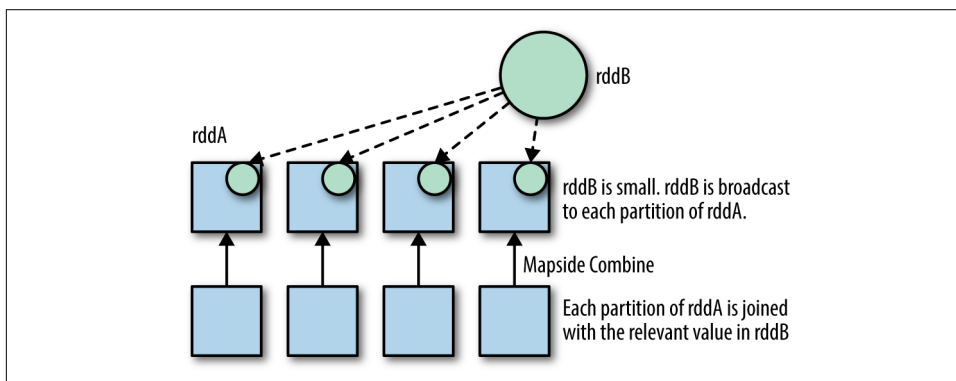 rddB
rddA
rddB is small. rddB is broadcast
to each partition of rddA.
Mapside Combine
Each partition of rddA is joined
with the relevant value in rddB